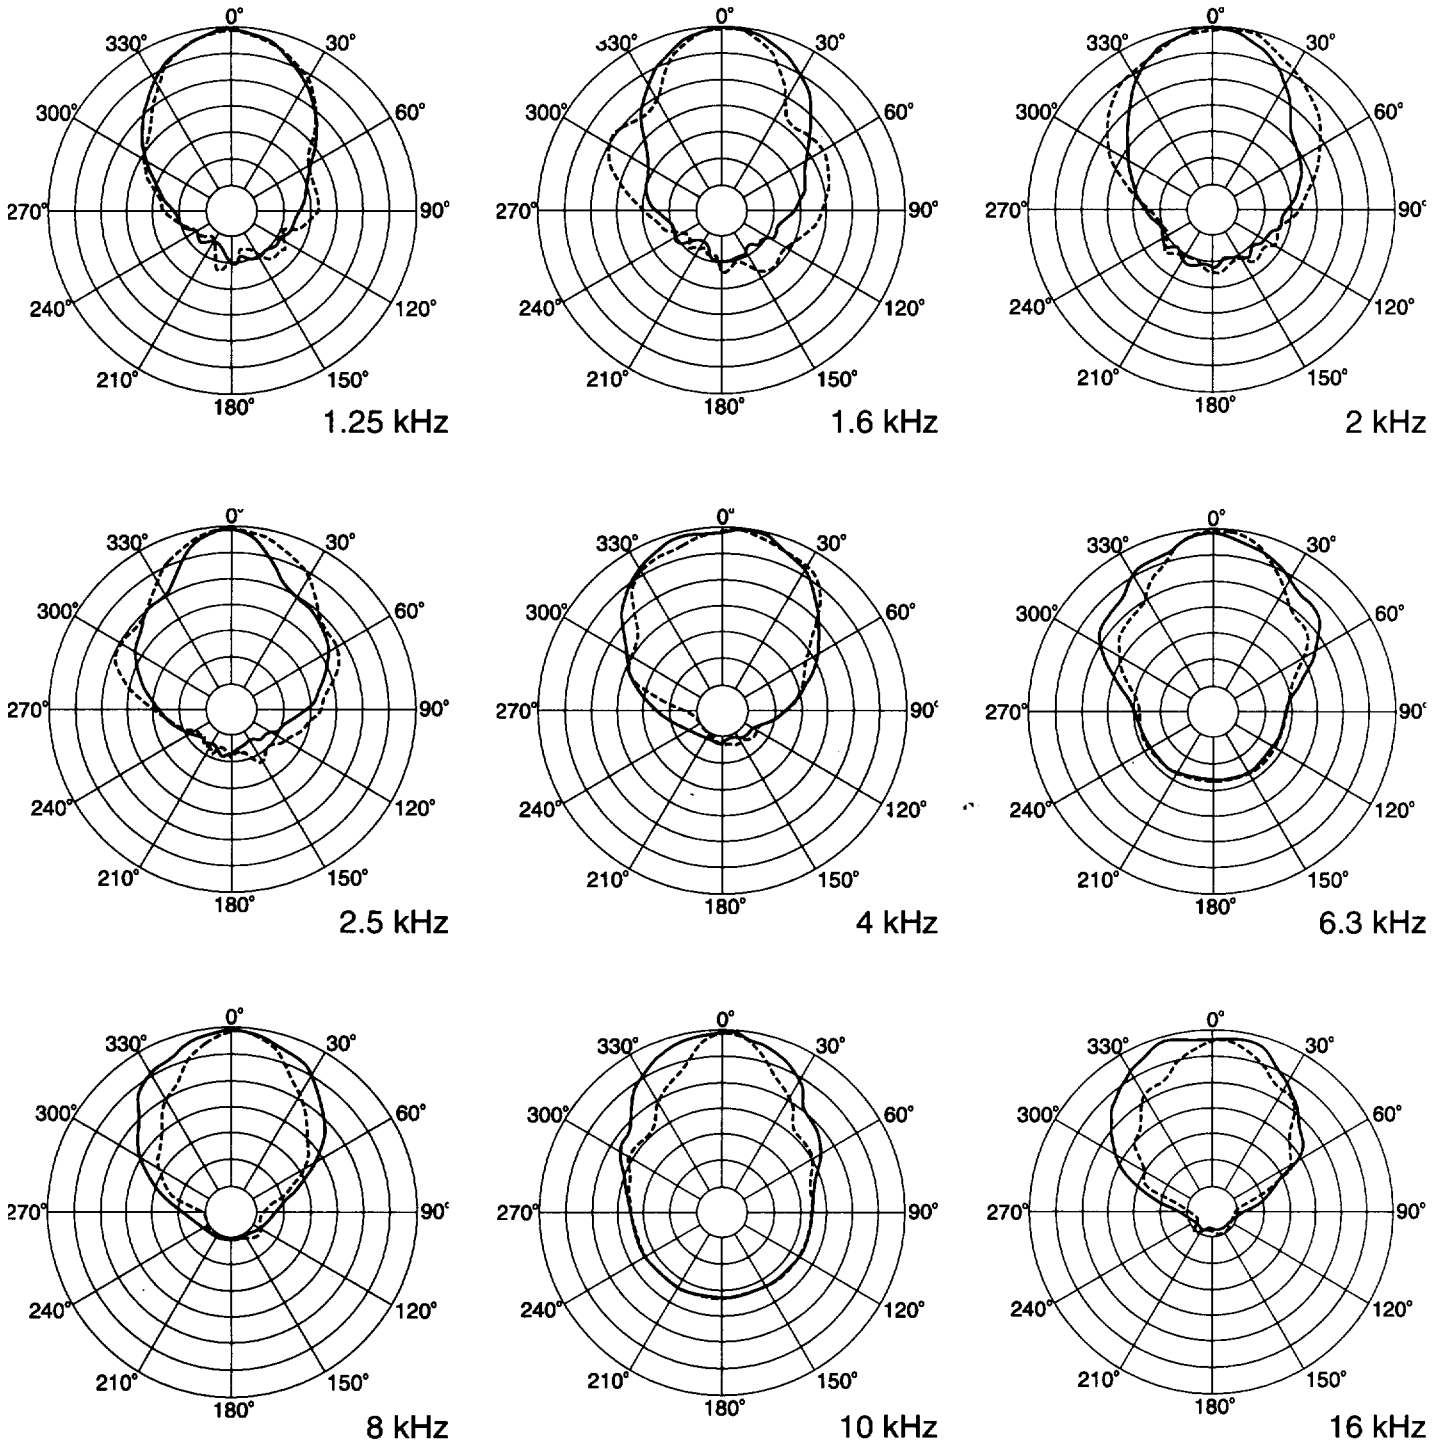 0° 0° 0°
330° 30° 330° 30° 330° 30°
300° 60° 300° 60° 300° 60°
270° 90° 270° 90° 270° 90°
240° 120° 240° 120° 240° 120°
210° 150° 210° 150° 210° 150°
180° 180° 180°
1.25 kHz 1.6 kHz 2 kHz
0° 0° 0°
330° 30° 330° 30° 330° 30°
300° 60° 300° 60° 300° 60°
270° 90° 270° 90° 270° 90°
240° 120° 240° 120° 240° 120°
210° 150° 210° 150° 210° 150°
180° 180° 180°
2.5 kHz 4 kHz 6.3 kHz
0° 0° 0°
330° 30° 330° 30° 330° 30°
300° 60° 300° 60° 300° 60°
270° 90° 270° 90° 270° 90°
240° 120° 240° 120° 240° 120°
210° 150° 210° 150° 210° 150°
180° 180° 180°
8 kHz 10 kHz 16 kHz